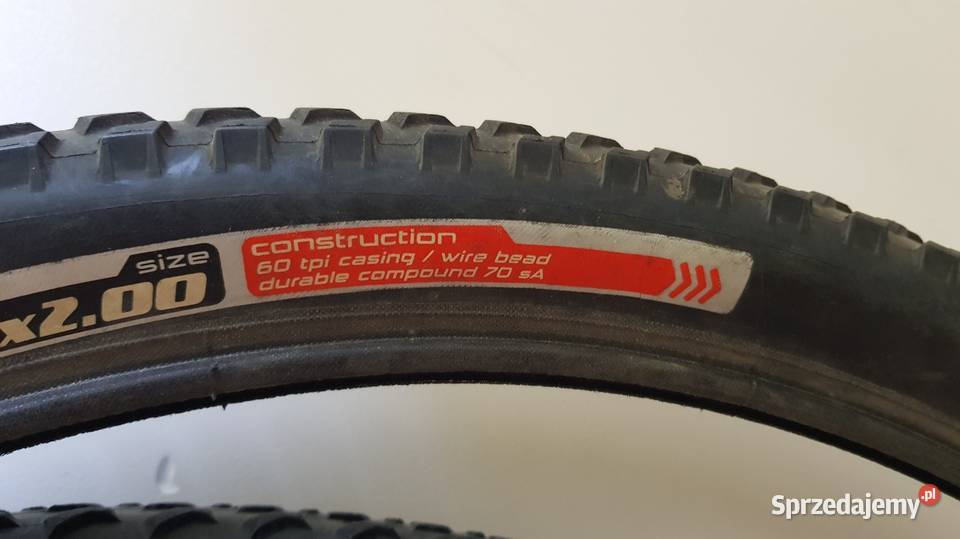 size
x2.00
construction
60 tpi casing / wire bead
durable compound 70 sA
Sprzedajemy.pl